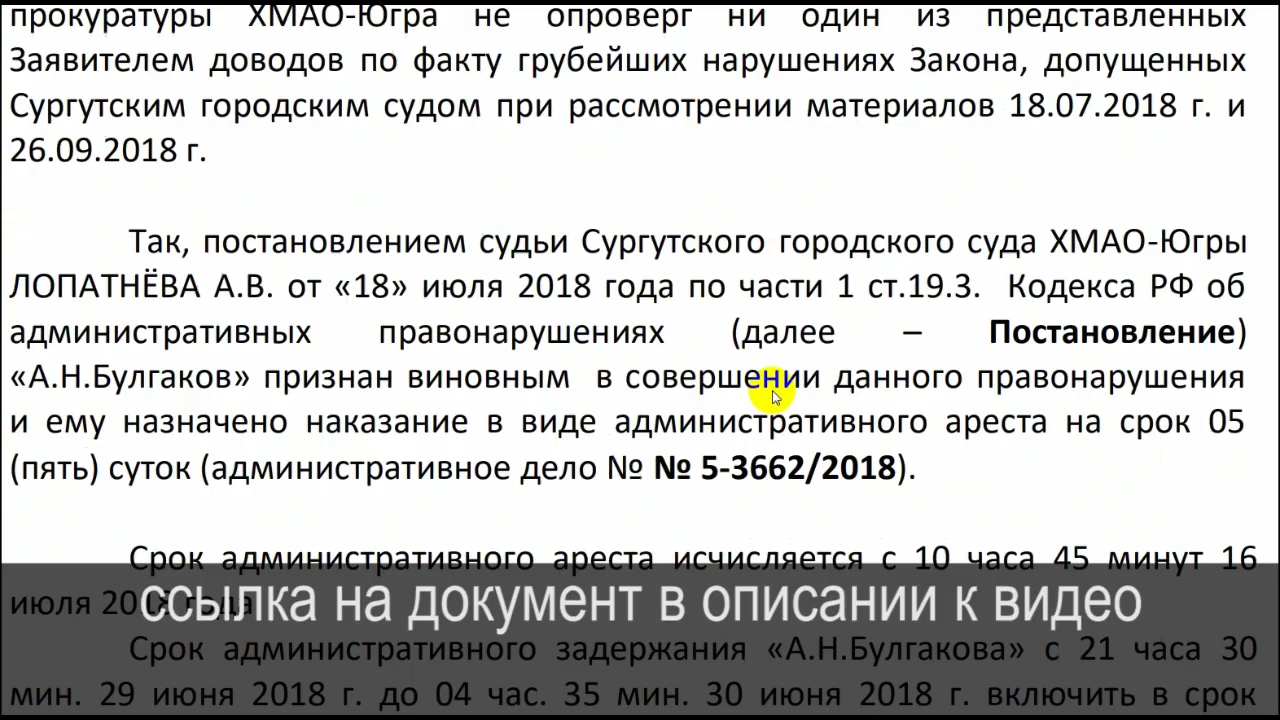 прокуратуры ХМАО-Югра не опроверг ни один из представленных
Заявителем доводов по факту грубейших нарушениях Закона, допущенных
Сургутским городским судом при рассмотрении материалов 18.07.2018 г. и
26.09.2018 г.
Так, постановлением судьи Сургутского городского суда ХМАО-Югры
ЛОПАТНЁВА А.В. от «18» июля 2018 года по части 1 ст.19.3. Кодекса РФ об
административных правонарушениях (далее – Постановление)
«А.Н.Булгаков» признан виновным в совершении данного правонарушения
и ему назначено наказание в виде административного ареста на срок 05
(пять) суток (административное дело № № 5-3662/2018).
Срок административного ареста исчисляется с 10 часа 45 минут 16
июля 2018 года
ссылка на документ в описании к видео
Срок административного задержания «А.Н.Булгакова» с 21 часа 30
мин. 29 июня 2018 г. до 04 час. 35 мин. 30 июня 2018 г. включить в срок